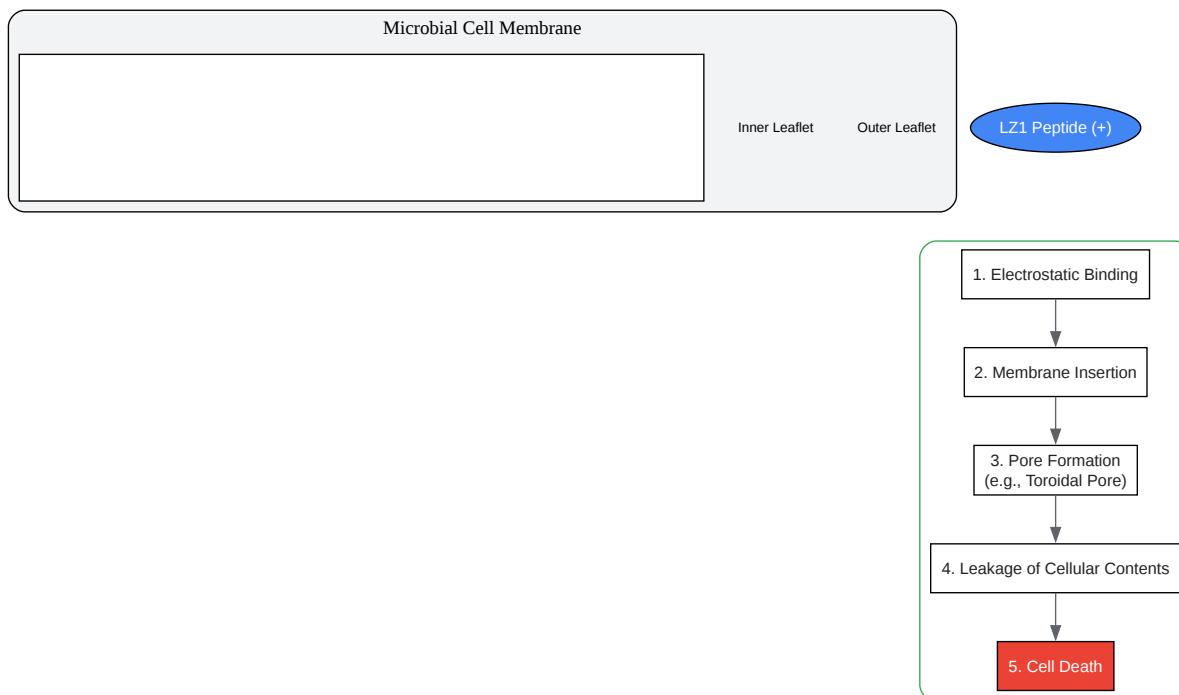 Microbial Cell Membrane
Inner Leaflet
Outer Leaflet
LZ1 Peptide (+)
1. Electrostatic Binding
2. Membrane Insertion
3. Pore Formation
(e.g., Toroidal Pore)
4. Leakage of Cellular Contents
5. Cell Death